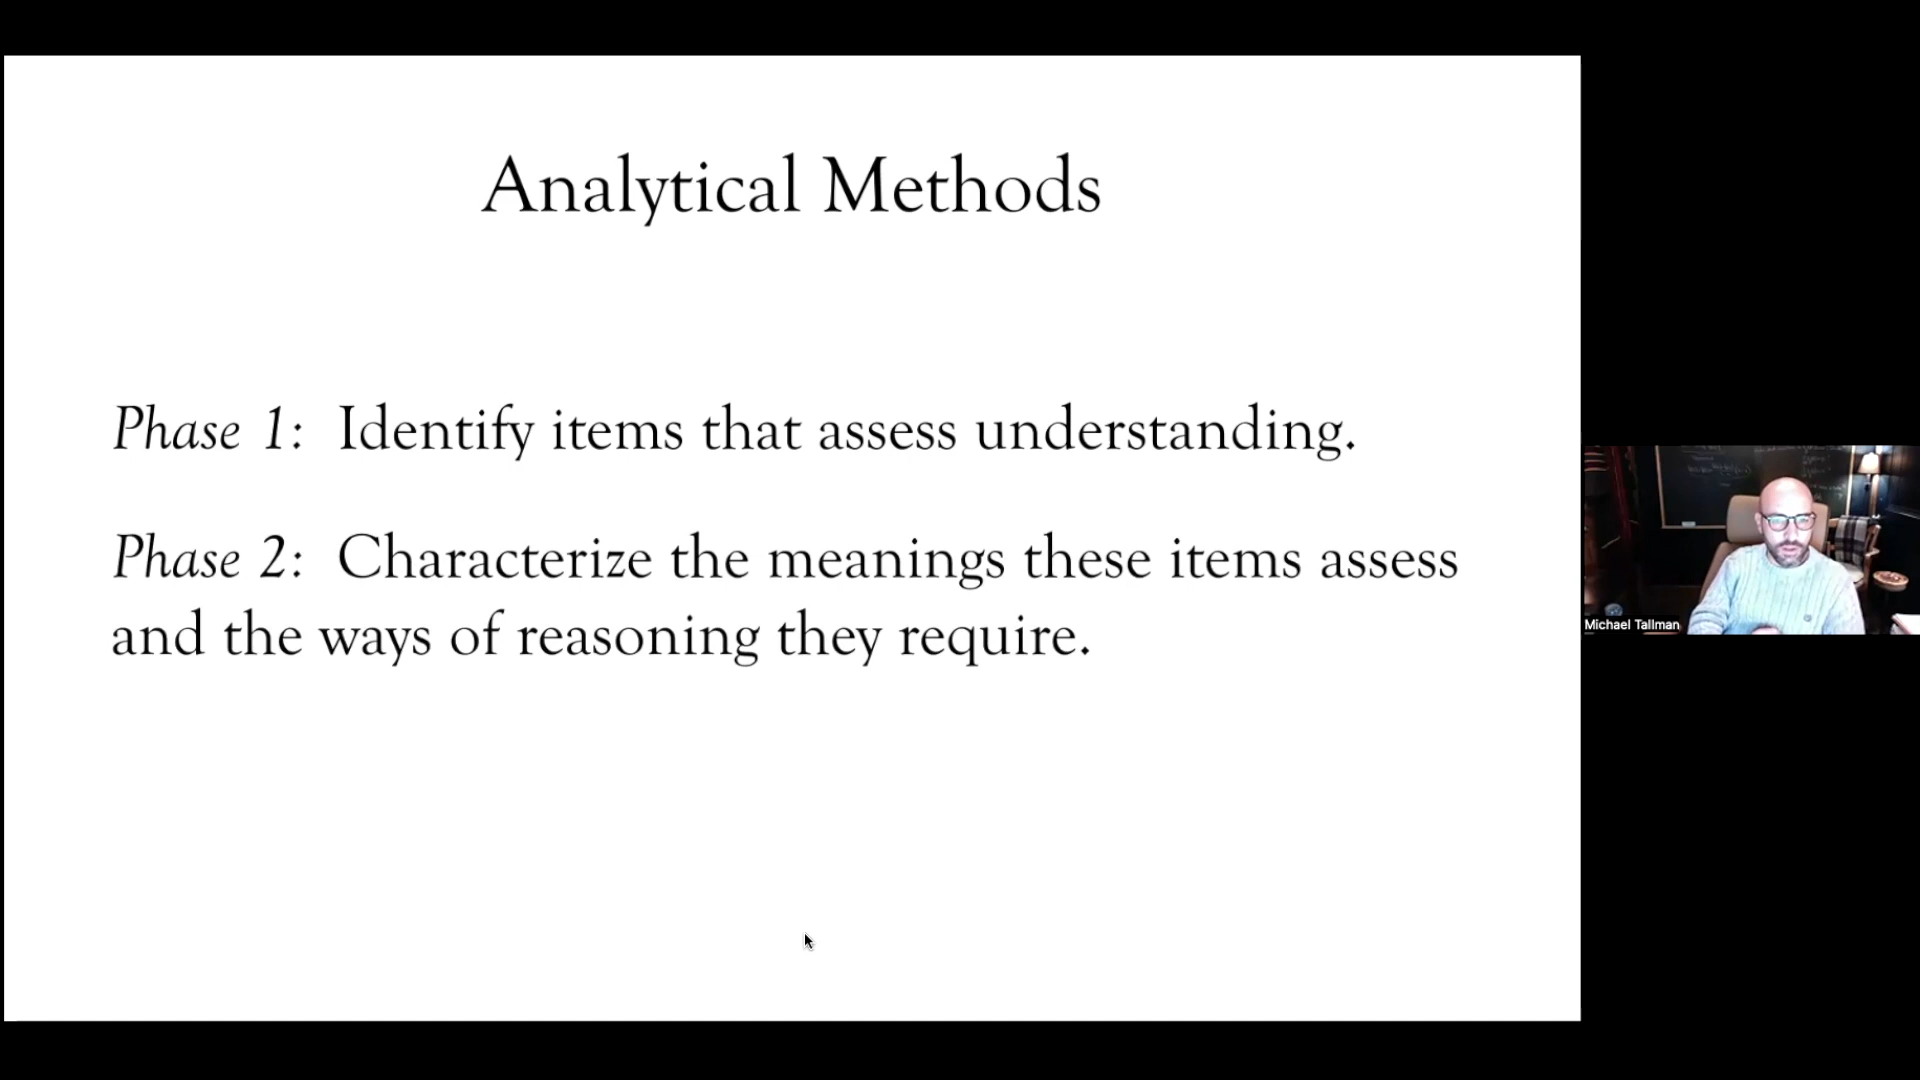 Analytical Methods
Phase 1: Identify items that assess understanding.
Phase 2: Characterize the meanings these items assess
and the ways of reasoning they require.
Michael Tallman